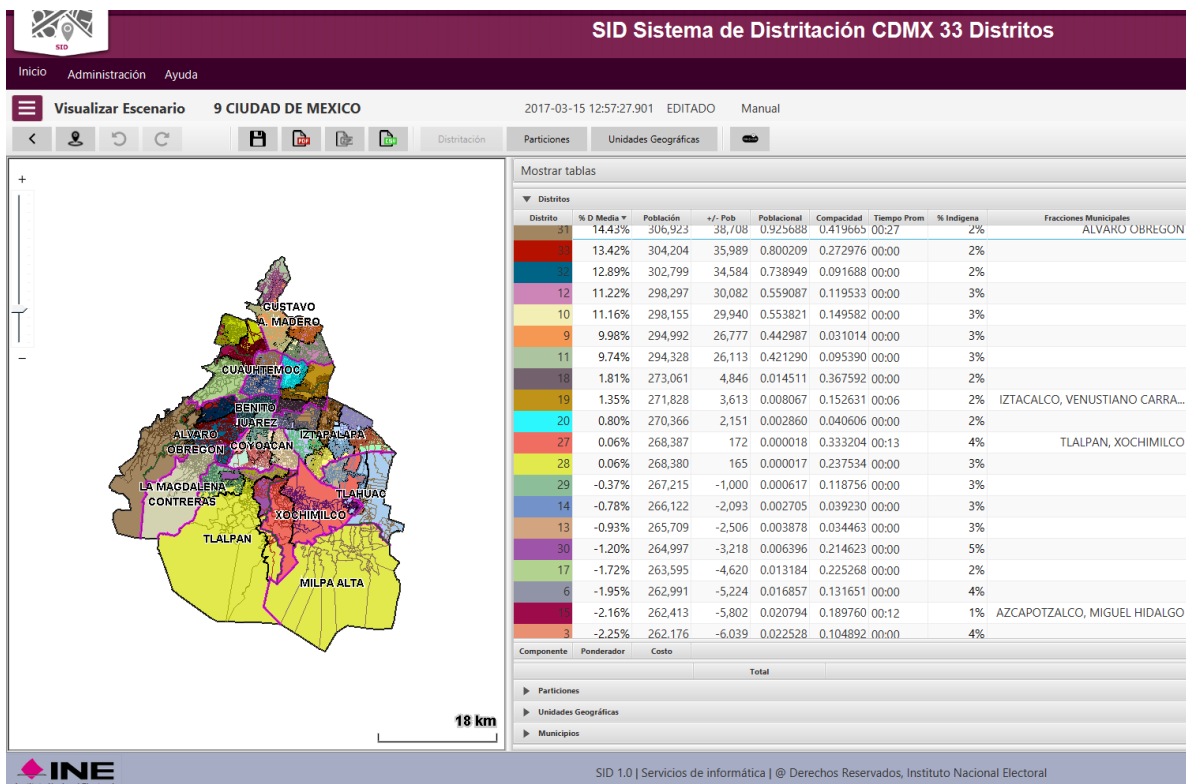 SID
SID Sistema de Distritación CDMX 33 Distritos
Inicio Administración Ayuda
Visualizar Escenario 9 CIUDAD DE MEXICO 2017-03-15 12:57:27.901 EDITADO Manual
Distritación Particiones Unidades Geográficas
Mostrar tablas
Distritos
Distrito % D Media Población +/- Pob Poblacional Compacidad Tiempo Prom % Indigena Fracciones Municipales
31 14.43% 306,923 38,708 0.925688 0.419665 00:27 2% ALVARO OBREGON
33 13.42% 304,204 35,989 0.800209 0.272976 00:00 2%
32 12.89% 302,799 34,584 0.738949 0.091688 00:00 2%
12 11.22% 298,297 30,082 0.559087 0.119533 00:00 3%
10 11.16% 298,155 29,940 0.553821 0.149582 00:00 3%
9 9.98% 294,992 26,777 0.442987 0.031014 00:00 3%
11 9.74% 294,328 26,113 0.421290 0.095390 00:00 3%
18 1.81% 273,061 4,846 0.014511 0.367592 00:00 2%
19 1.35% 271,828 3,613 0.008067 0.152631 00:06 2% IZTACALCO, VENUSTIANO CARRA...
20 0.80% 270,366 2,151 0.002860 0.040606 00:00 2%
27 0.06% 268,387 172 0.000018 0.333204 00:57 4% TLALPAN, XOCHIMILCO
28 0.06% 268,380 165 0.000017 0.237534 00:00 3%
29 -0.37% 267,215 -1,000 0.000617 0.118756 00:00 3%
14 -0.78% 266,122 -2,093 0.002705 0.039230 00:00 3%
13 -0.93% 265,709 0.003873 0.034463 00:00 3%
30 -1.20% 264,997 -3,218 0.006396 0.214623 00:00 5%
17 -1.72% 263,595 -4,620 0.013184 0.225268 00:00 2%
6 -1.95% 262,991 -5,224 0.016857 0.131651 00:00 4%
15 -2.16% 262,413 -5,802 0.020794 0.189760 00:12 1% AZCAPOTZALCO, MIGUEL HIDALGO
3 -2.25% 262,176 -6,039 0.022528 0.104892 00:00 4%
Componente Ponderador Costo
Total
Particiones
Unidades Geográficas
Municipios
+
−
GUSTAVO
A. MADERO
CUAUHTEMOC
BENITO
JUAREZ
ALVARO
OBREGON
COYOACAN
IZTAPALAPA
LA MAGDALENA
CONTRERAS
TLAHUAC
XOCHIMILCO
TLALPAN
MILPA ALTA
18 km
INE
SID 1.0 | Servicios de informática | @ Derechos Reservados, Instituto Nacional Electoral